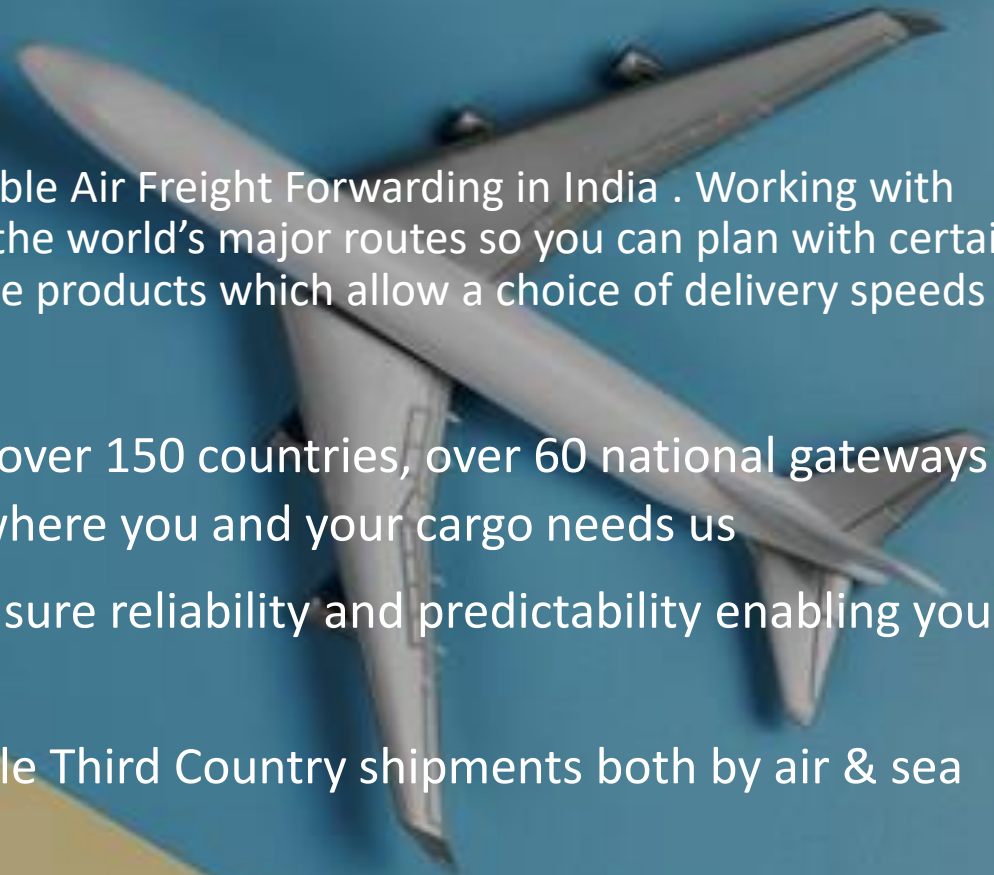 ble Air Freight Forwarding in India . Working with
the world’s major routes so you can plan with certai
e products which allow a choice of delivery speeds
over 150 countries, over 60 national gateways
where you and your cargo needs us
sure reliability and predictability enabling you
le Third Country shipments both by air & sea